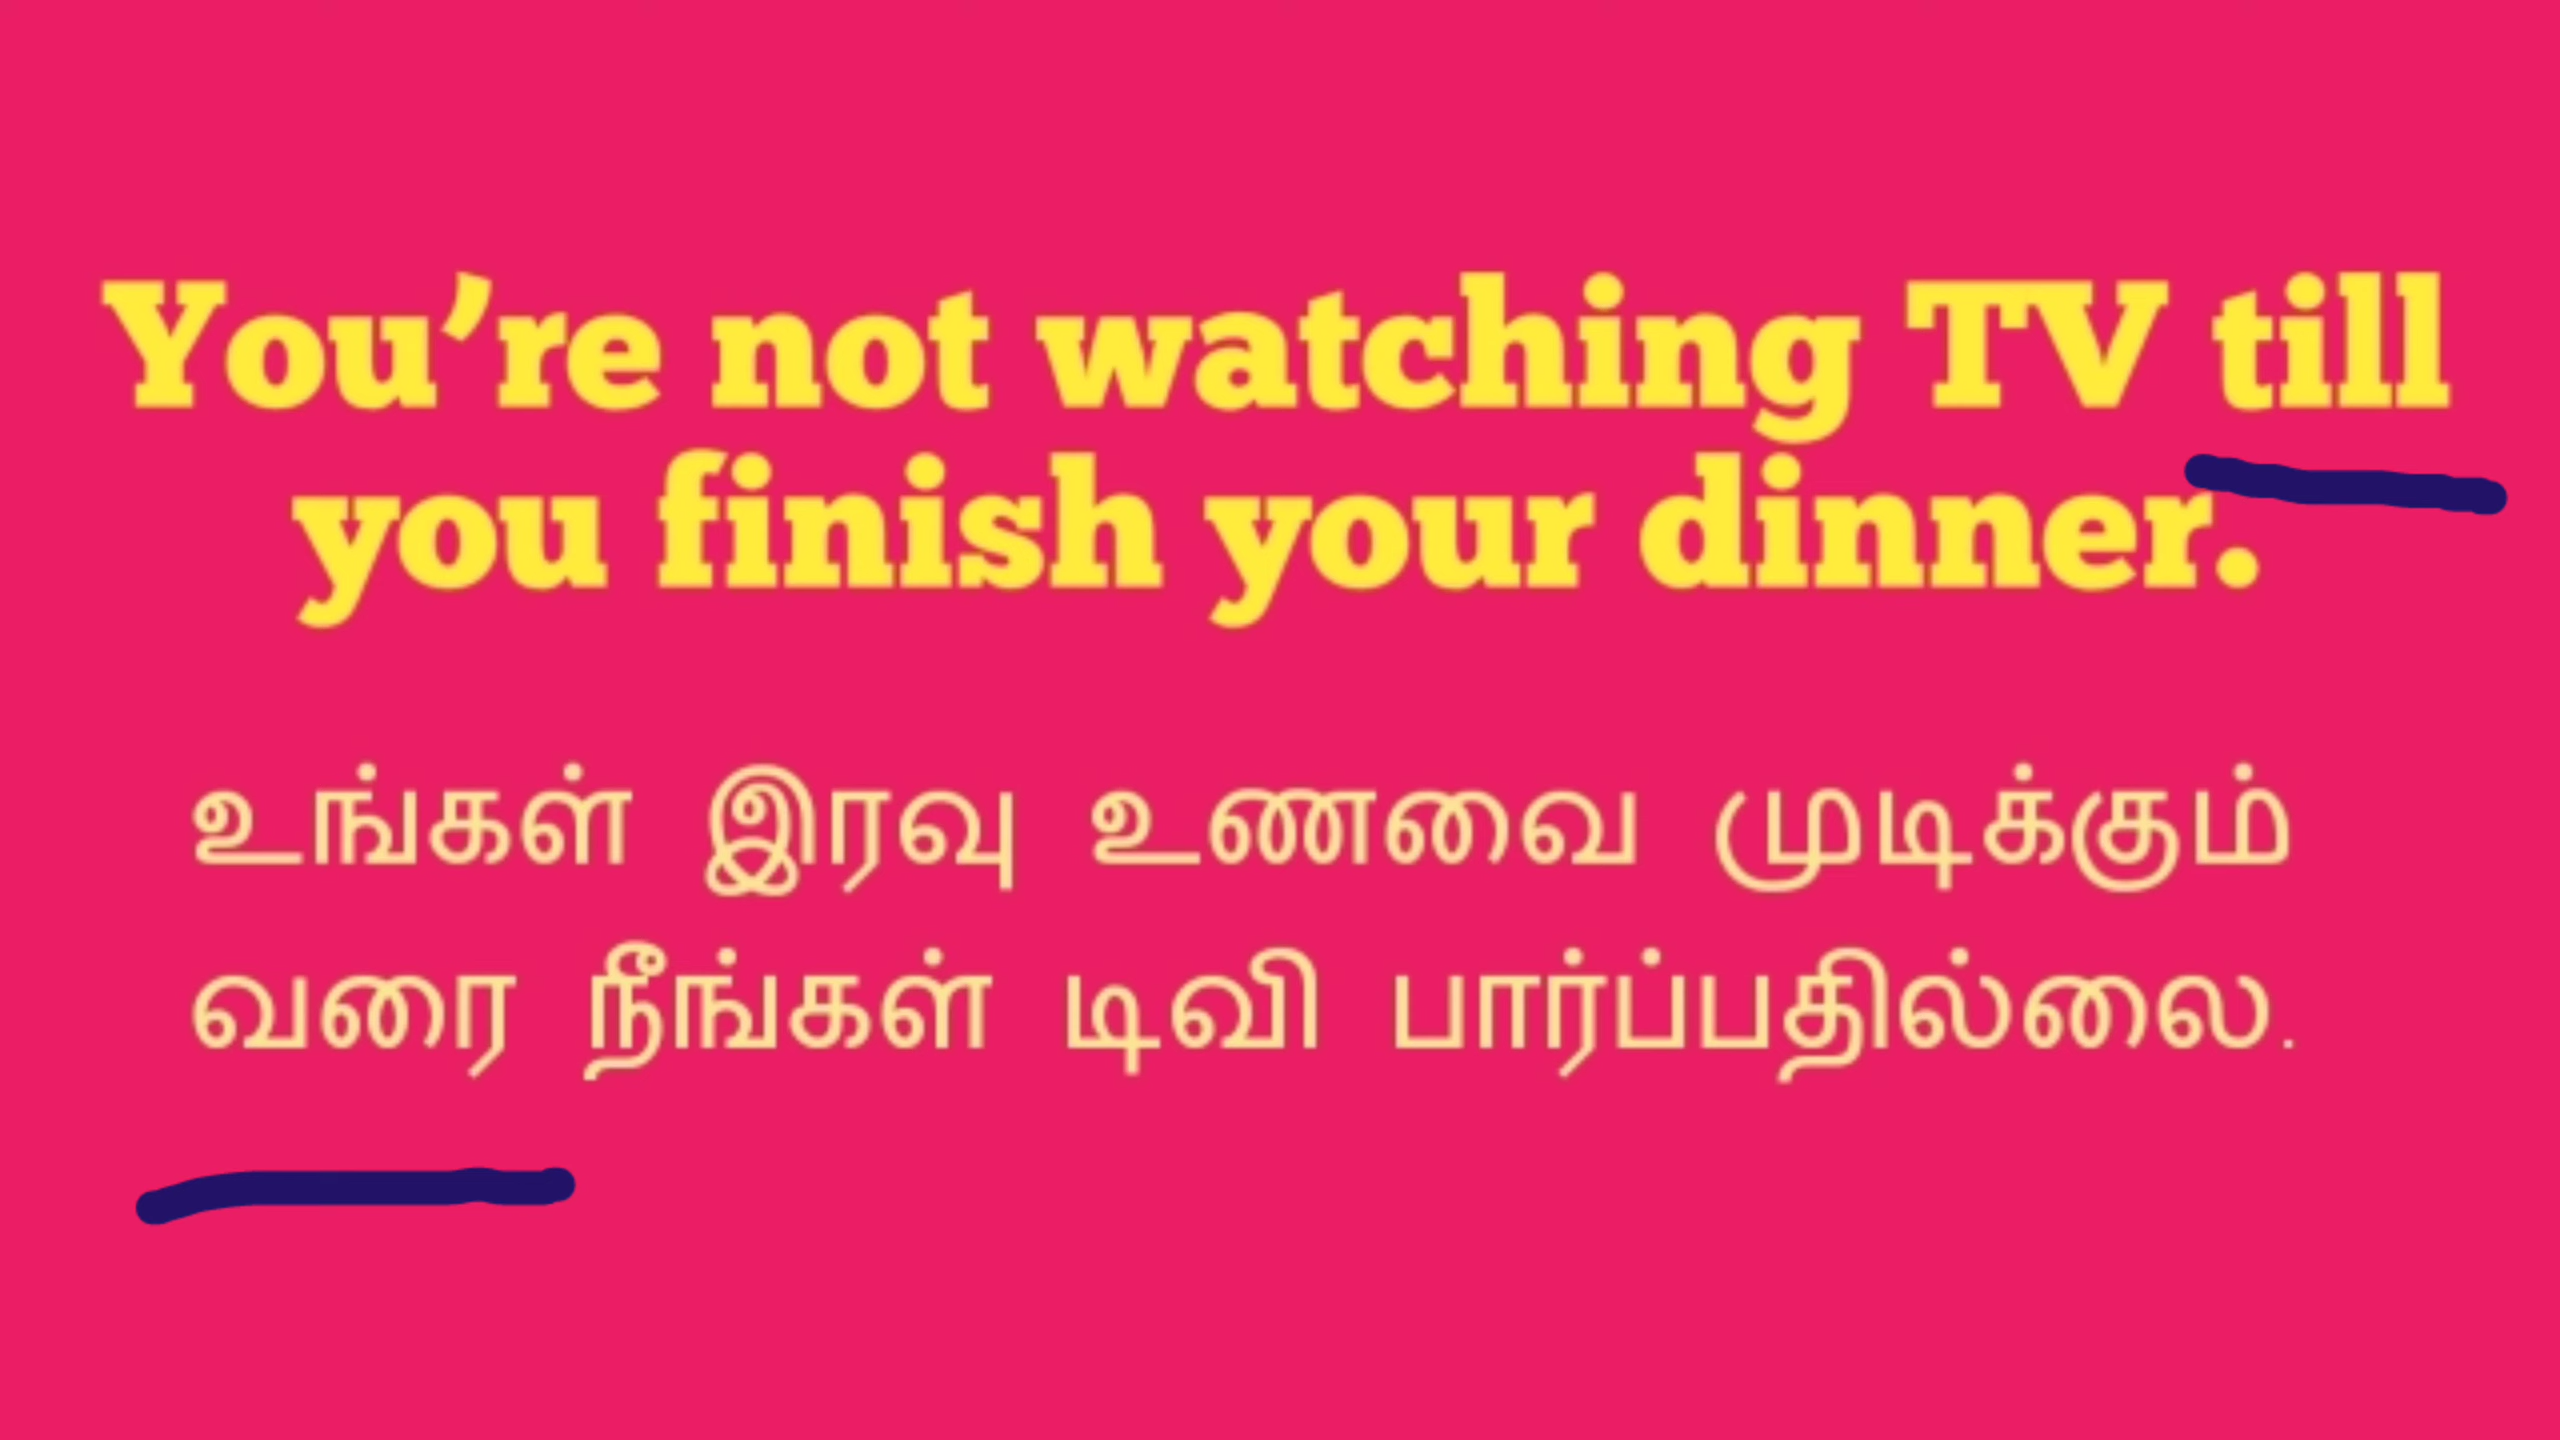 You’re not watching TV till
you finish your dinner.
உங்கள் இரவு உணவை முடிக்கும்
வரை நீங்கள் டிவி பார்ப்பதில்லை.